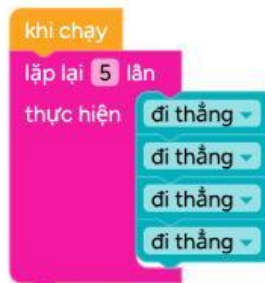 khi chạy
lặp lại 5 lần
thực hiện đi thẳng
đi thẳng
đi thẳng
đi thẳng